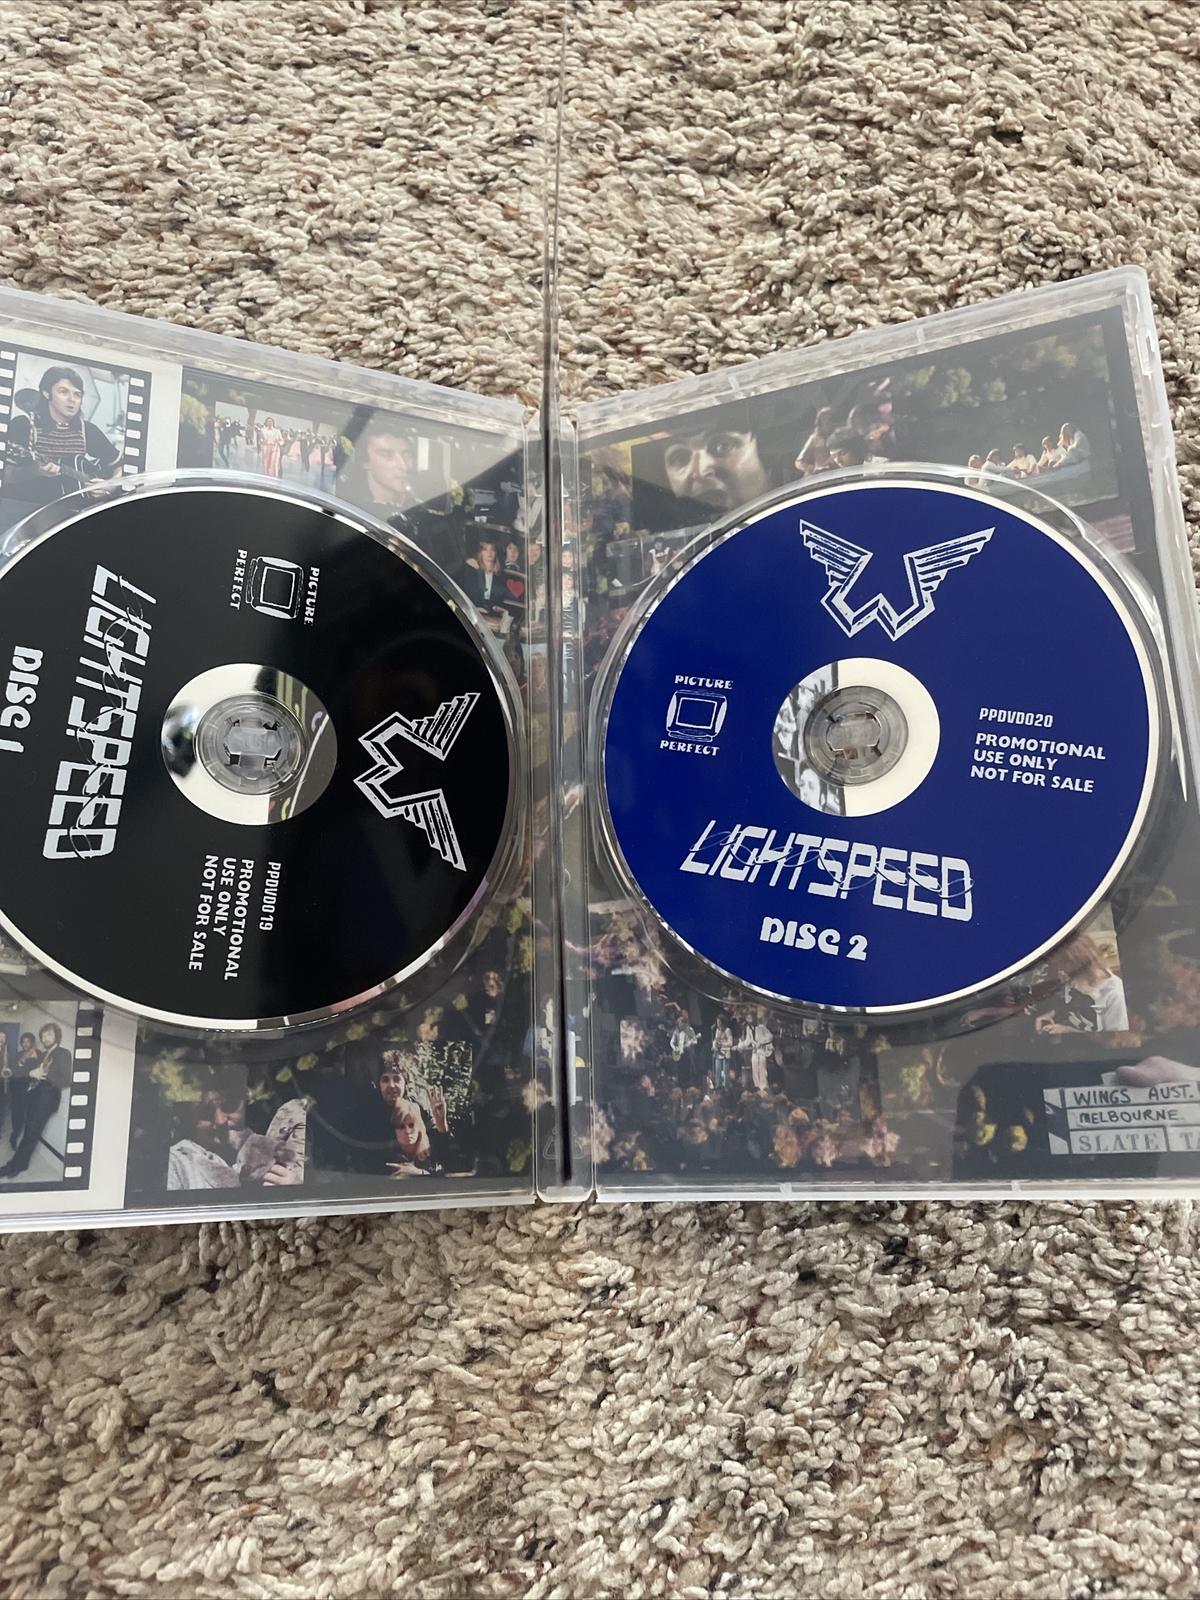 PICTURE
PERFECT
LIGHTSPEED
DISC 1
PPDVD019
PROMOTIONAL
USE ONLY
NOT FOR SALE
PICTURE
PERFECT
PPDVD020
PROMOTIONAL
USE ONLY
NOT FOR SALE
LIGHTSPEED
DISC 2
WINGS AUST.
MELBOURNE
SLATE T